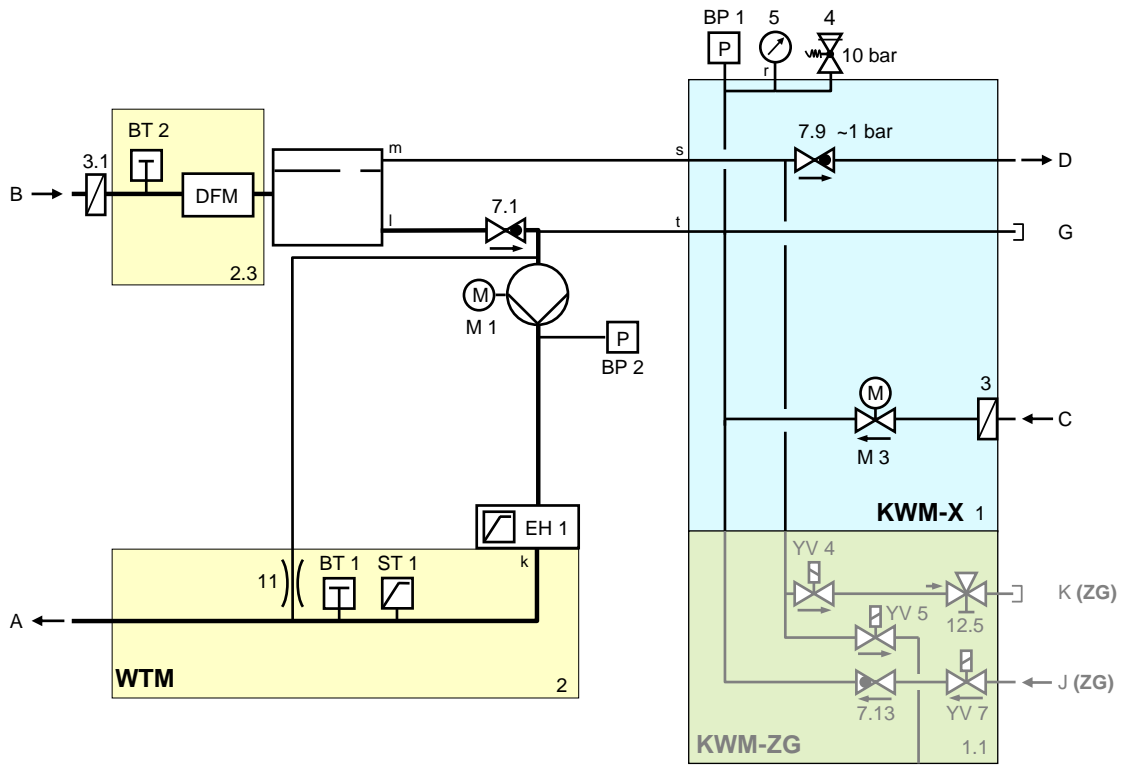 BP 1
5
4
P
10 bar
r
BT 2
m
s
7.9 ~1 bar
3.1
T
D
B
DFM
l
7.1
t
G
2.3
M
M 1
P
BP 2
M
3
C
M 3
KWM-X 1
EH 1
k
YV 4
BT 1
ST 1
11
T
K (ZG)
A
12.5
YV 5
WTM
2
J (ZG)
7.13
YV 7
KWM-ZG
1.1